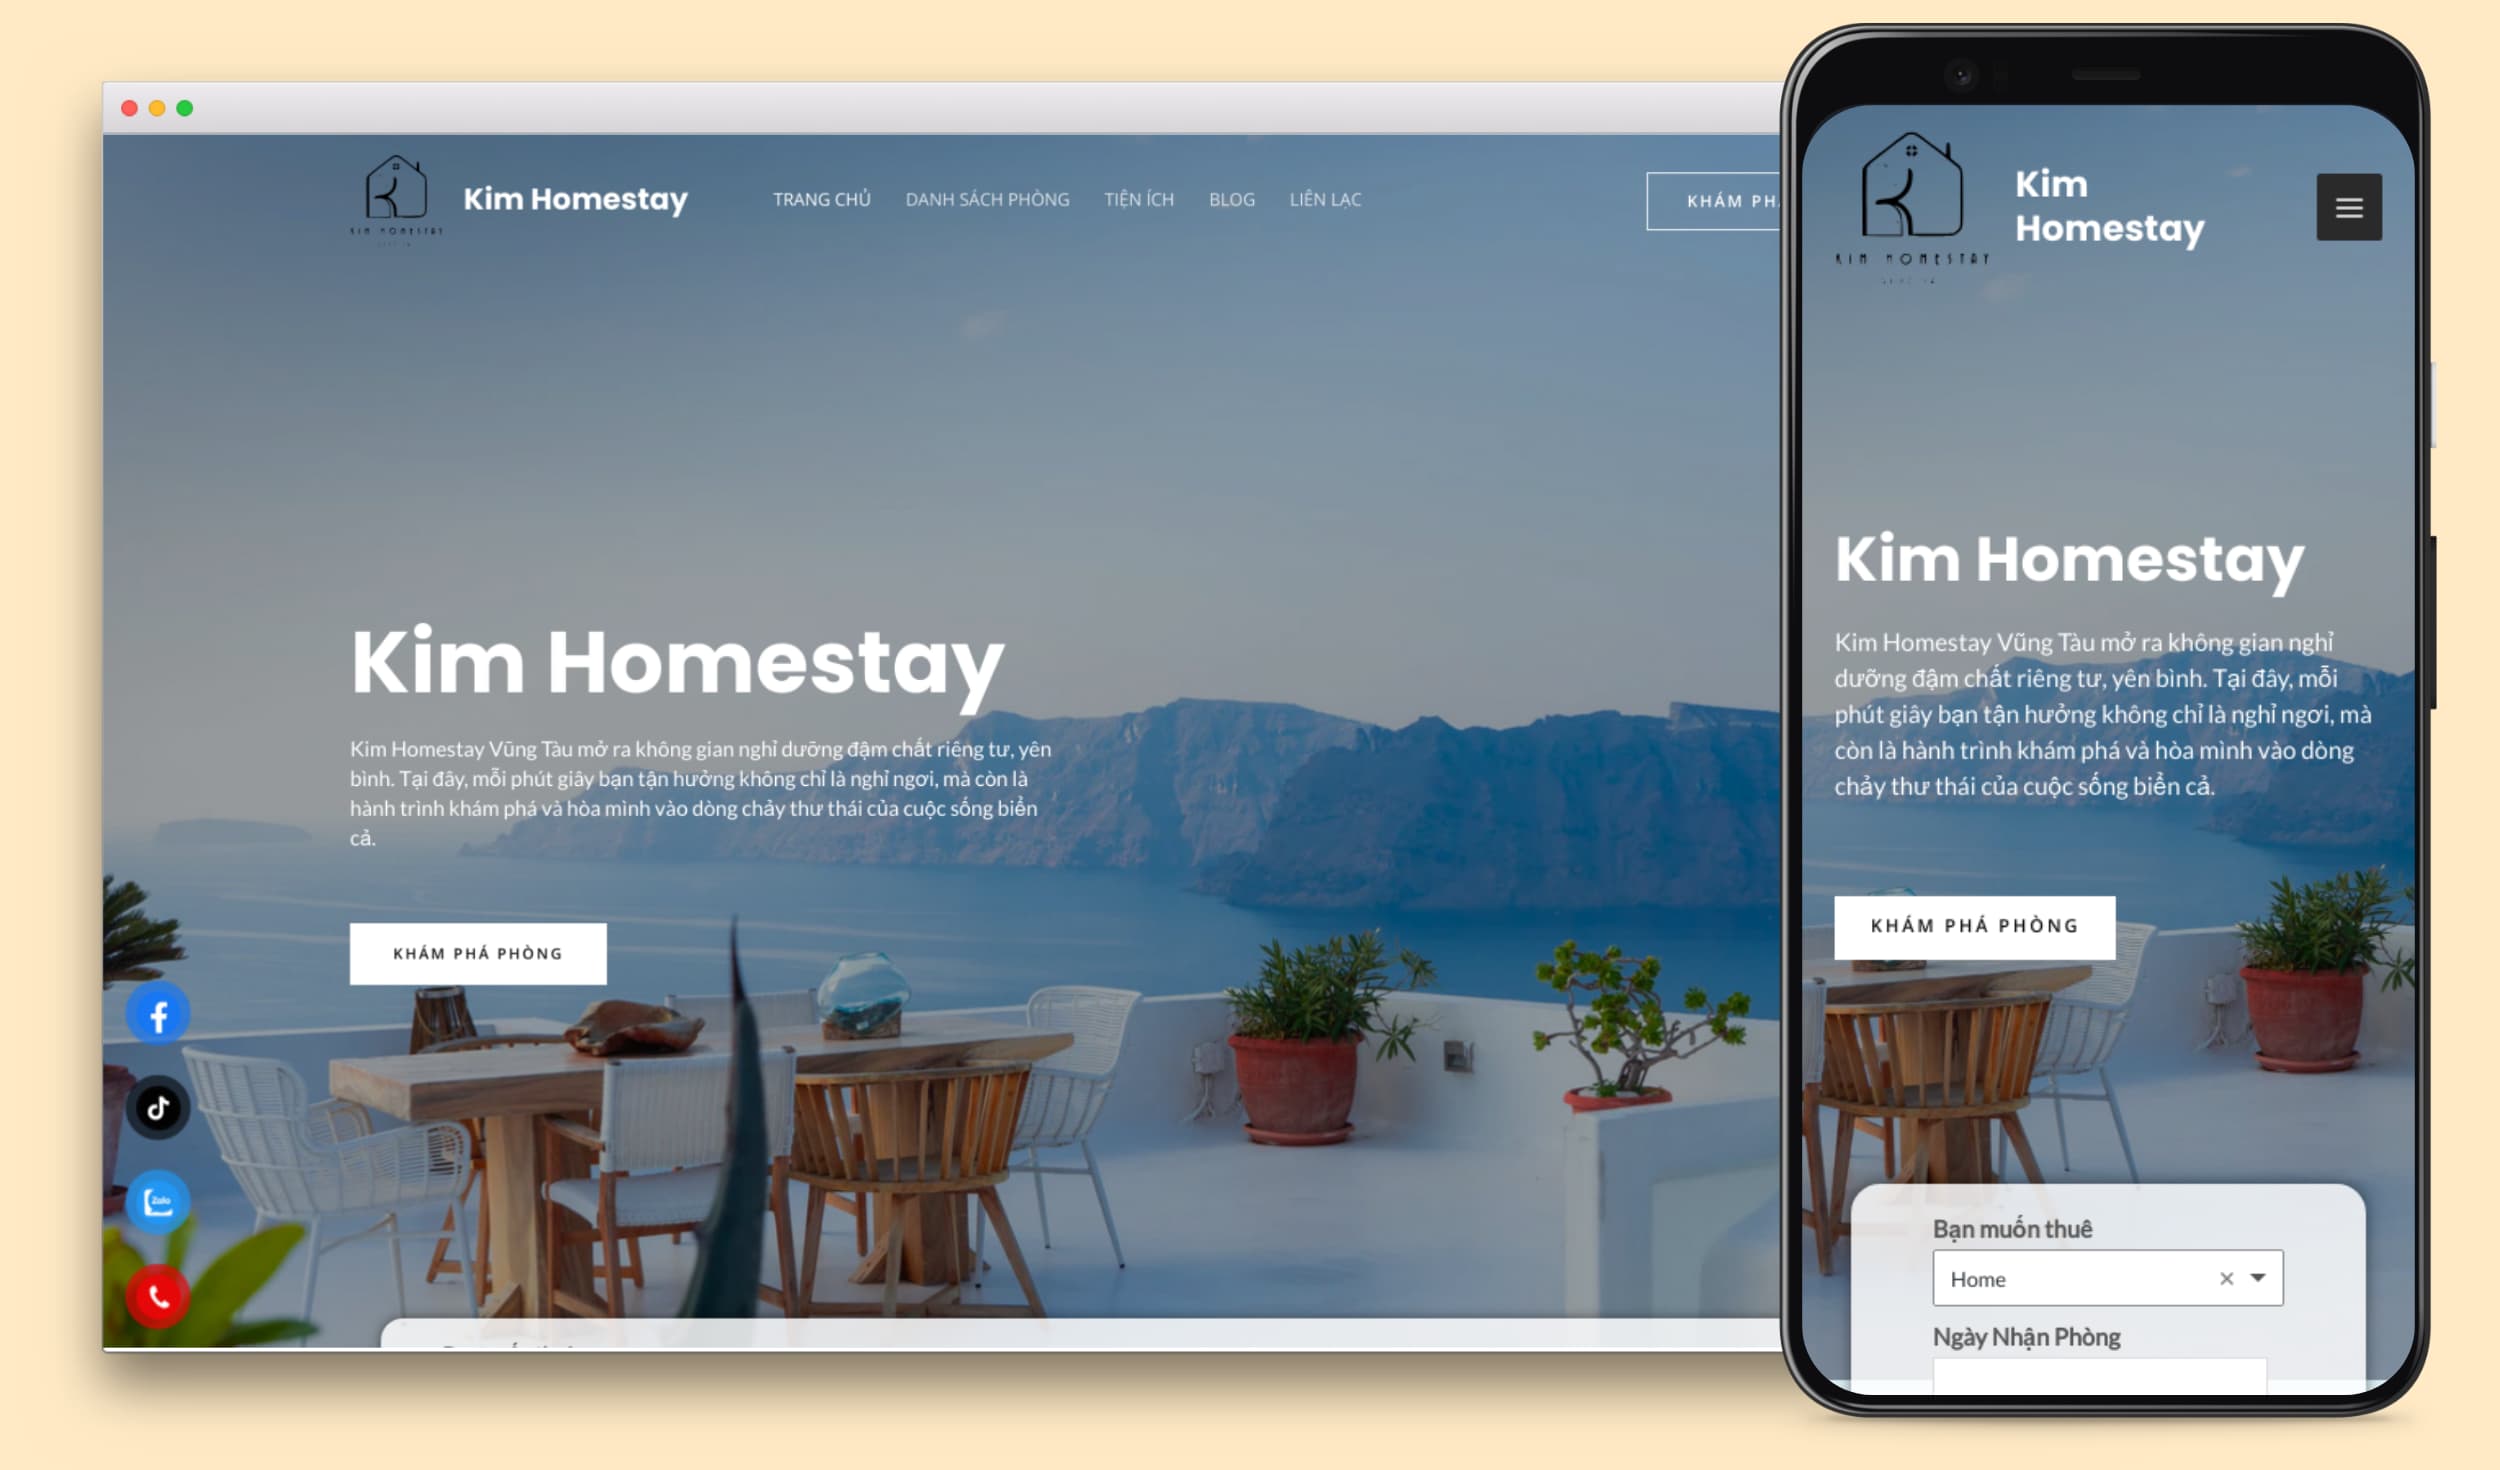 KIM HOMESTAY
Kim Homestay
TRANG CHỦ
DANH SÁCH PHÒNG
TIỆN ÍCH
BLOG
LIÊN LẠC
KHÁM
Kim Homestay
Kim Homestay Vũng Tàu mở ra không gian nghỉ dưỡng đậm chất riêng tư, yên
bình. Tại đây, mỗi phút giây bạn tận hưởng không chỉ là nghỉ ngơi, mà còn là
hành trình khám phá và hòa mình vào dòng chảy thư thái của cuộc sống biển
cả.
KHÁM PHÁ PHÒNG
Zalo
KIM HOMESTAY
Kim
Homestay
Kim Homestay
Kim Homestay Vũng Tàu mở ra không gian nghỉ
dưỡng đậm chất riêng tư, yên bình. Tại đây, mỗi
phút giây bạn tận hưởng không chỉ là nghỉ ngơi, mà
còn là hành trình khám phá và hòa mình vào dòng
chảy thư thái của cuộc sống biển cả.
KHÁM PHÁ PHÒNG
Bạn muốn thuê
Home
Ngày Nhận Phòng